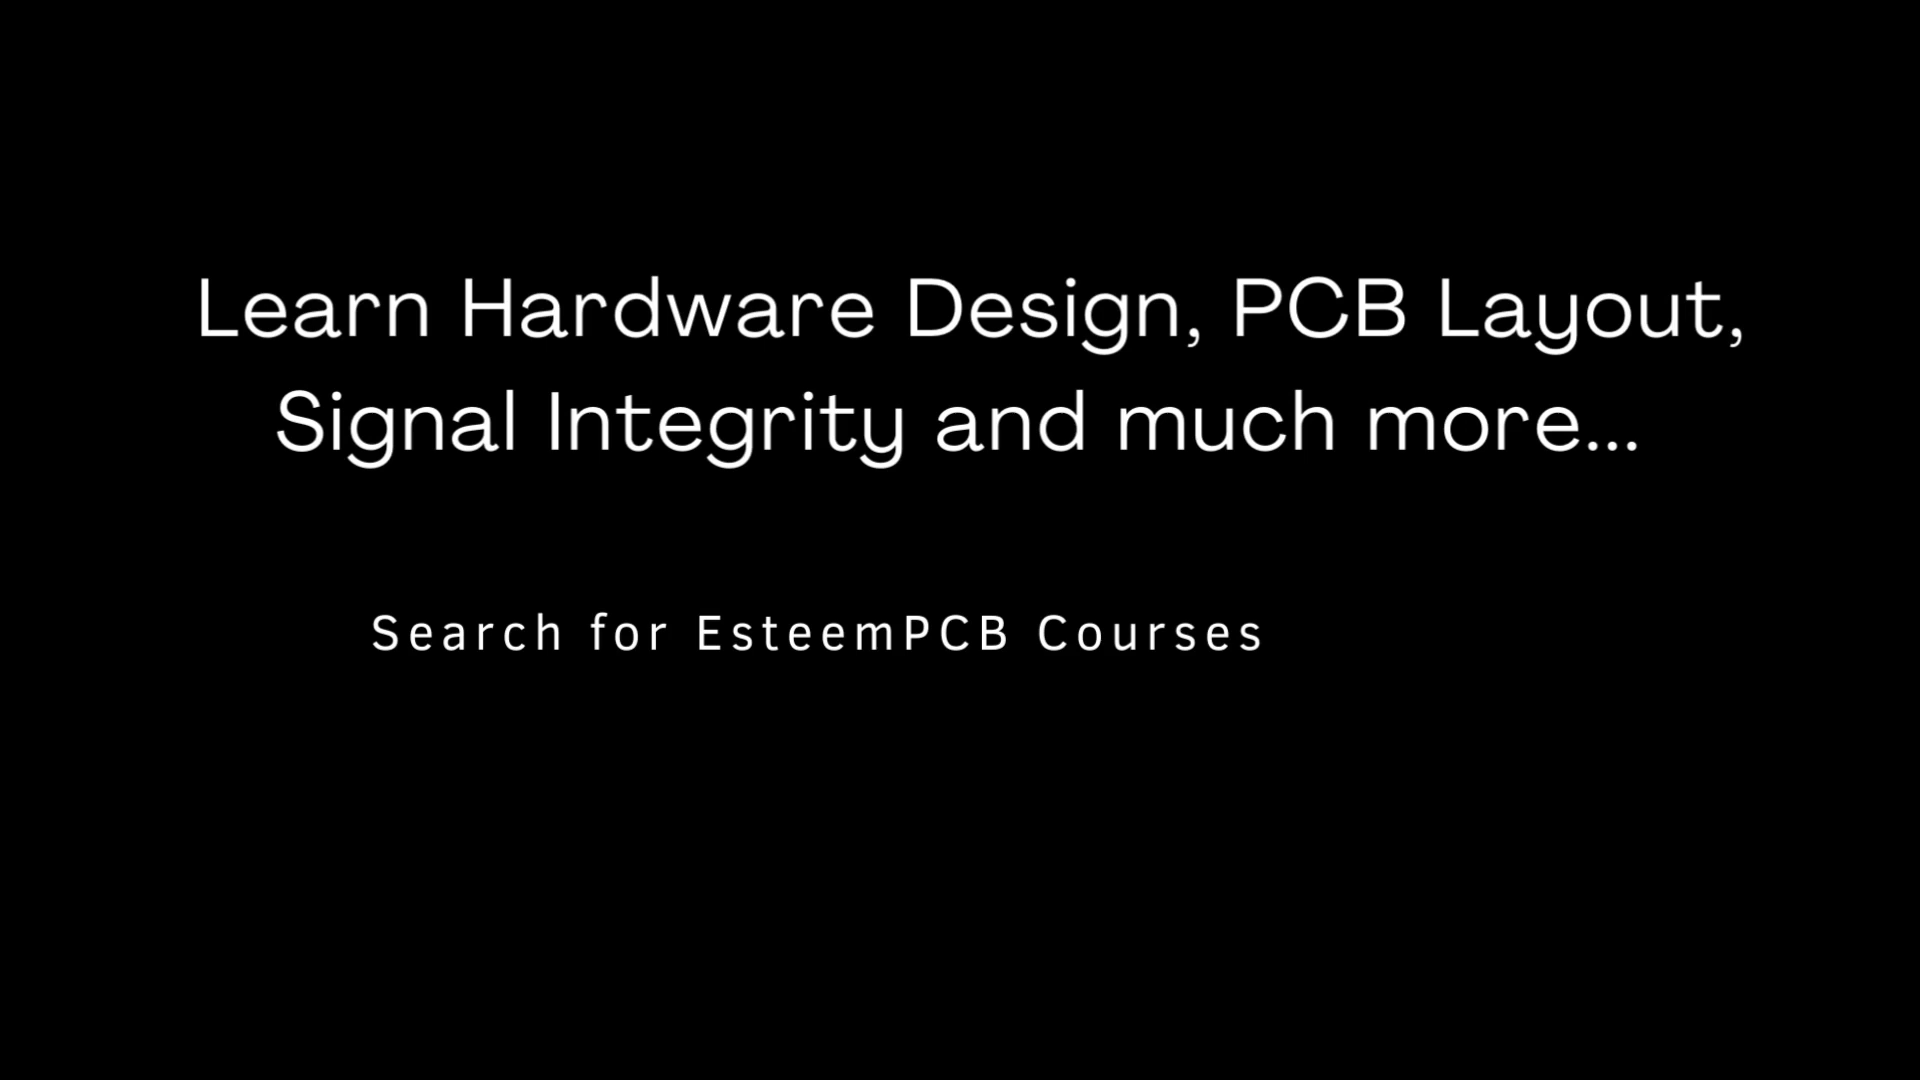 Learn Hardware Design, PCB Layout,
Signal Integrity and much more...
Search for EsteemPCB Courses